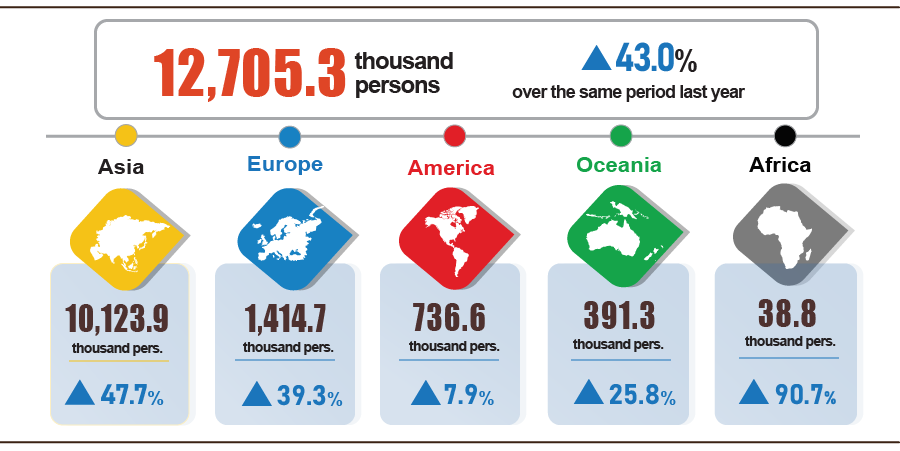 12,705.3 thousand persons
▲43.0%
over the same period last year
Asia
Europe
America
Oceania
Africa
10,123.9
thousand pers.
▲47.7%
1,414.7
thousand pers.
▲39.3%
736.6
thousand pers.
▲7.9%
391.3
thousand pers.
▲25.8%
38.8
thousand pers.
▲90.7%